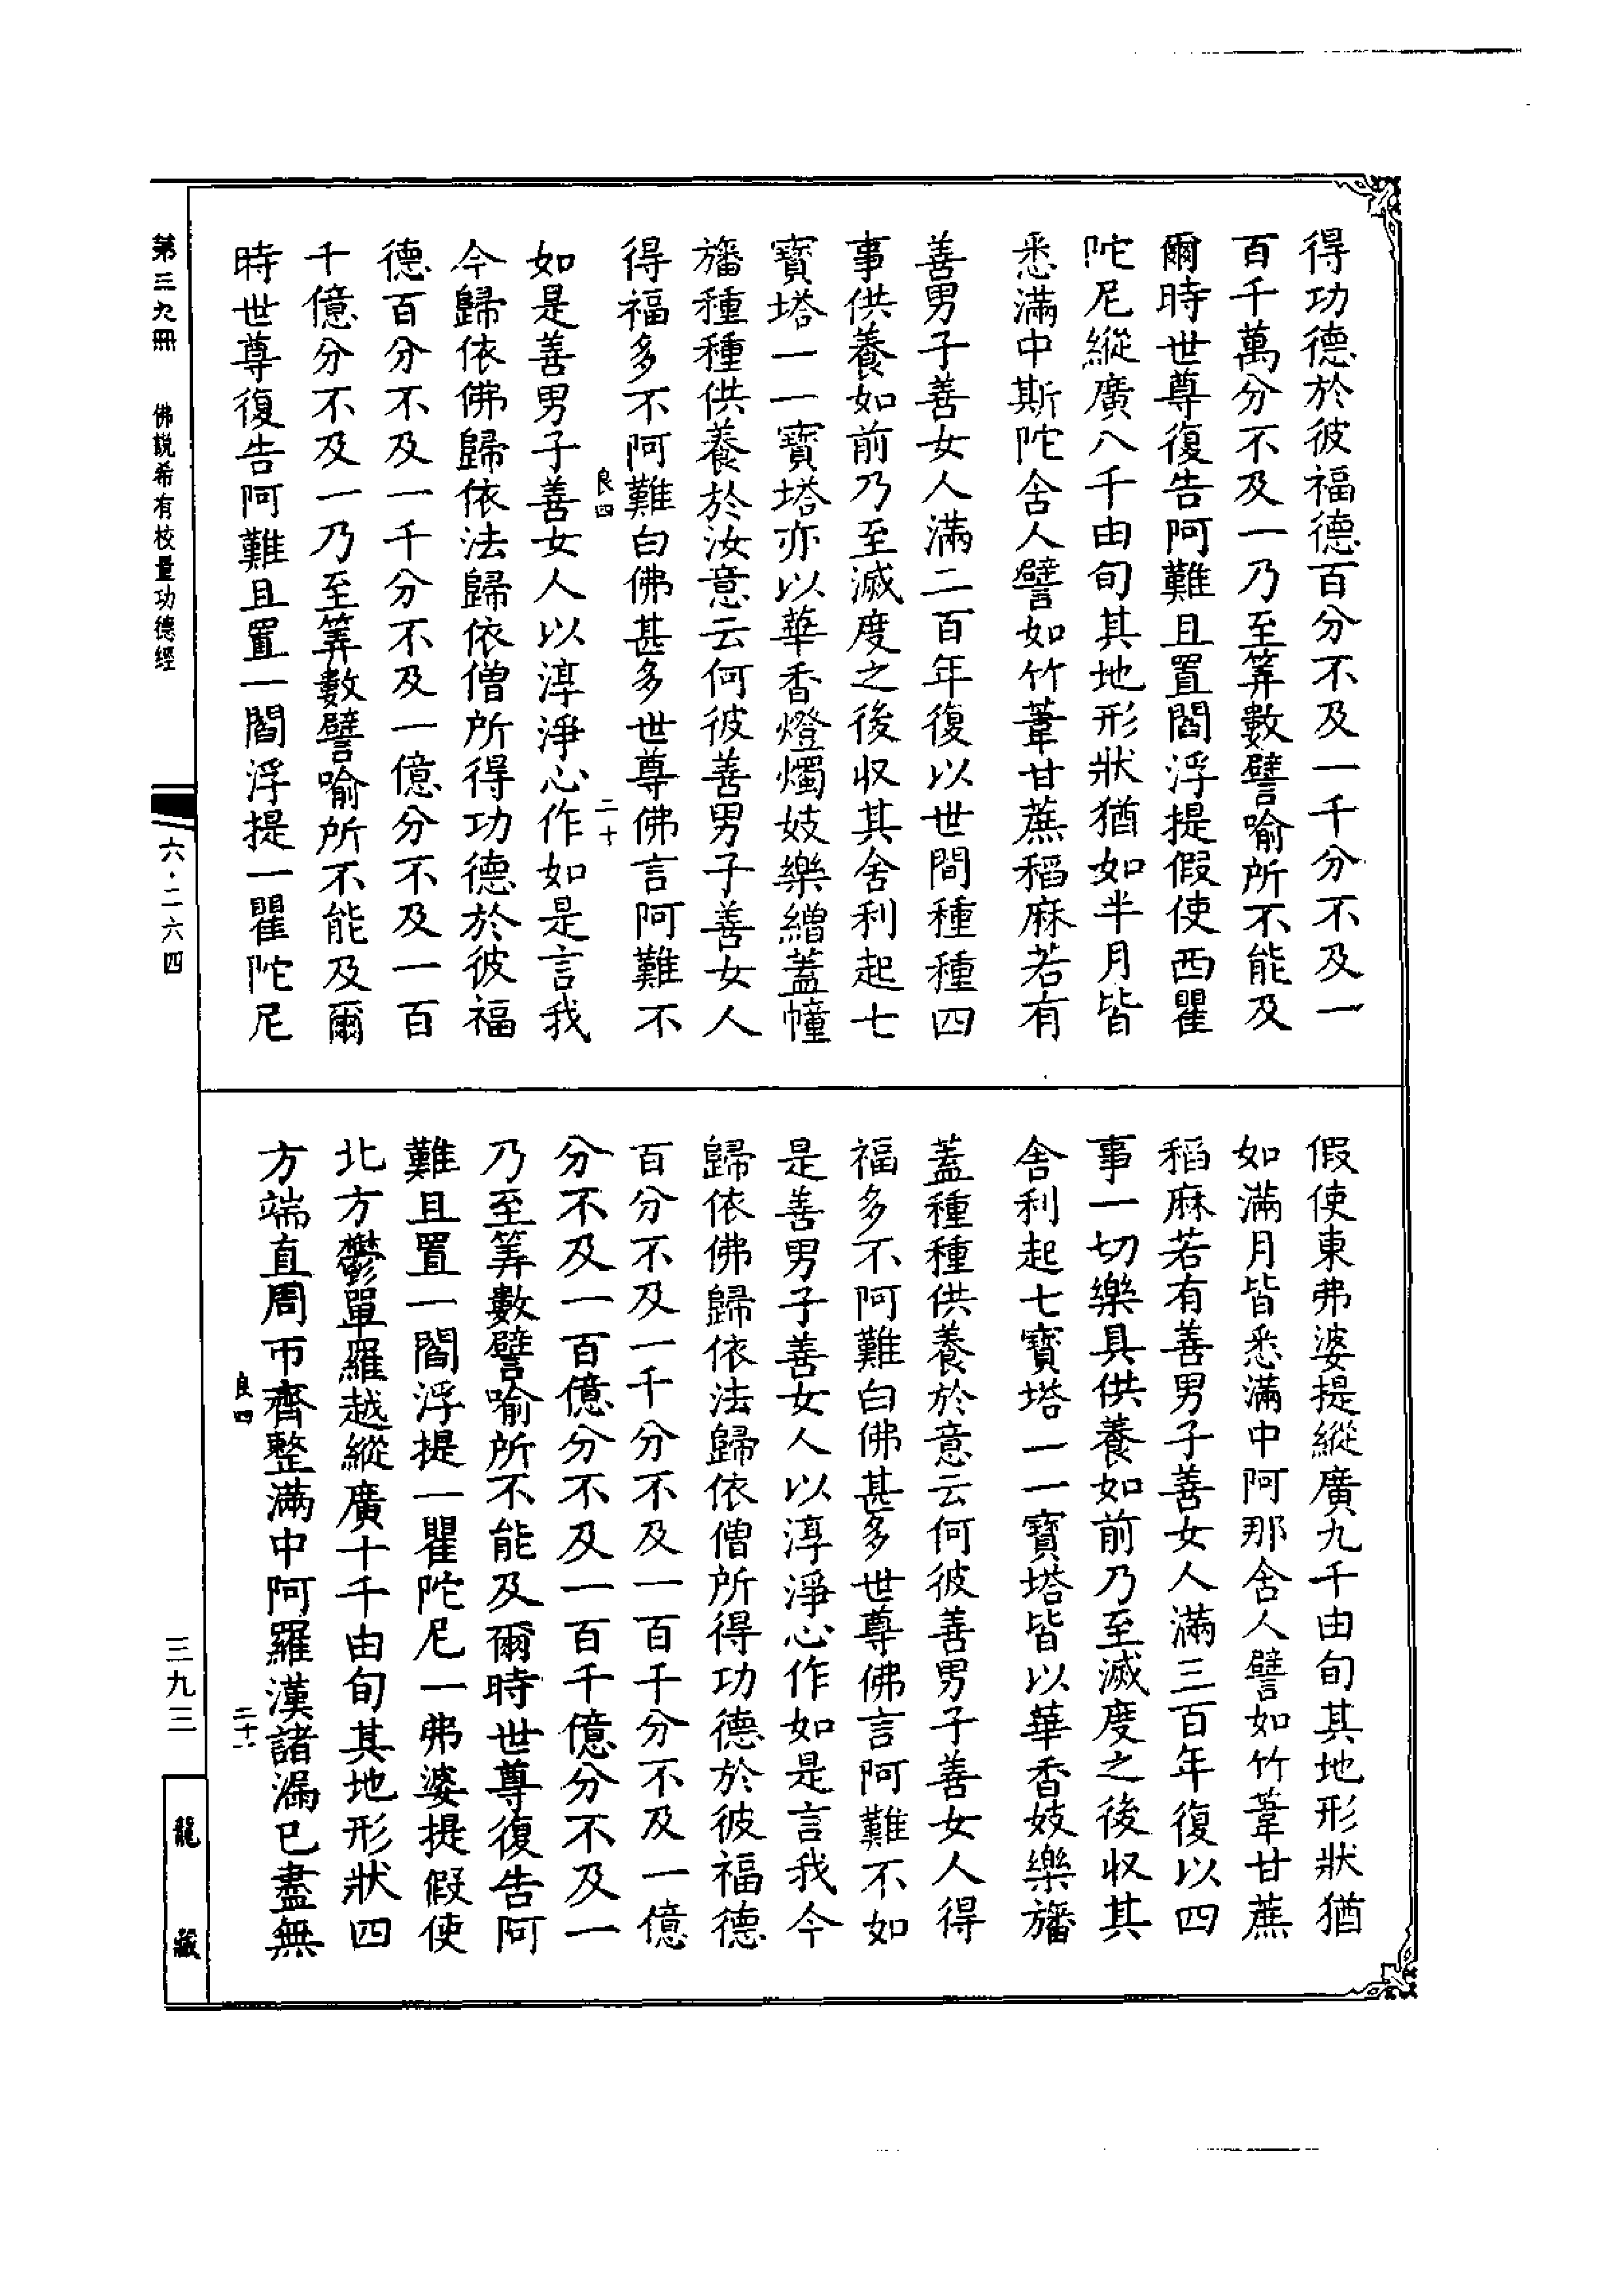 得功德於彼福德百分不及一千分不及一
百千萬分不及一乃至筭數譬喻所不能及
爾時世尊復告阿難且置閻浮提假使西瞿
陀尼縱廣八千由旬其地形狀猶如半月皆
悉滿中斯陀含人譬如竹葦甘蔗稻麻若有
善男子善女人滿二百年復以世間種種四
事供養如前乃至滅度之後収其舍利起七
寶塔一一寶塔亦以華香燈燭妓樂繒蓋幢
旛種種供養於汝意云何彼善男子善女人
得福多不阿難白佛甚多世尊佛言阿難不
良四 二十
如是善男子善女人以淳淨心作如是言我
今歸依佛歸依法歸依僧所得功德於彼福
德百分不及一千分不及一億分不及一百
千億分不及一乃至筭數譬喻所不能及爾
時世尊復告阿難且置一閻浮提一瞿陀尼
假使東弗婆提縱廣九千由旬其地形狀猶
如滿月皆悉滿中阿那含人譬如竹葦甘蔗
稻麻若有善男子善女人滿三百年復以四
事一切樂具供養如前乃至滅度之後収其
舍利起七寶塔一一寶塔皆以華香妓樂旛
蓋種種供養於意云何彼善男子善女人得
福多不阿難白佛甚多世尊佛言阿難不如
是善男子善女人以淳淨心作如是言我今
歸依佛歸依法歸依僧所得功德於彼福德
百分不及一千分不及一百千分不及一億
分不及一百億分不及一百千億分不及一
乃至筭數譬喻所不能及爾時世尊復告阿
難且置一閻浮提一瞿陀尼一弗婆提假使
北方鬱單羅越縱廣十千由旬其地形狀四
方端直周帀齊整滿中阿羅漢諸漏已盡無
良四 二十一
第三九冊 佛說希有校量功德經
六·二六四
三九三
龍藏